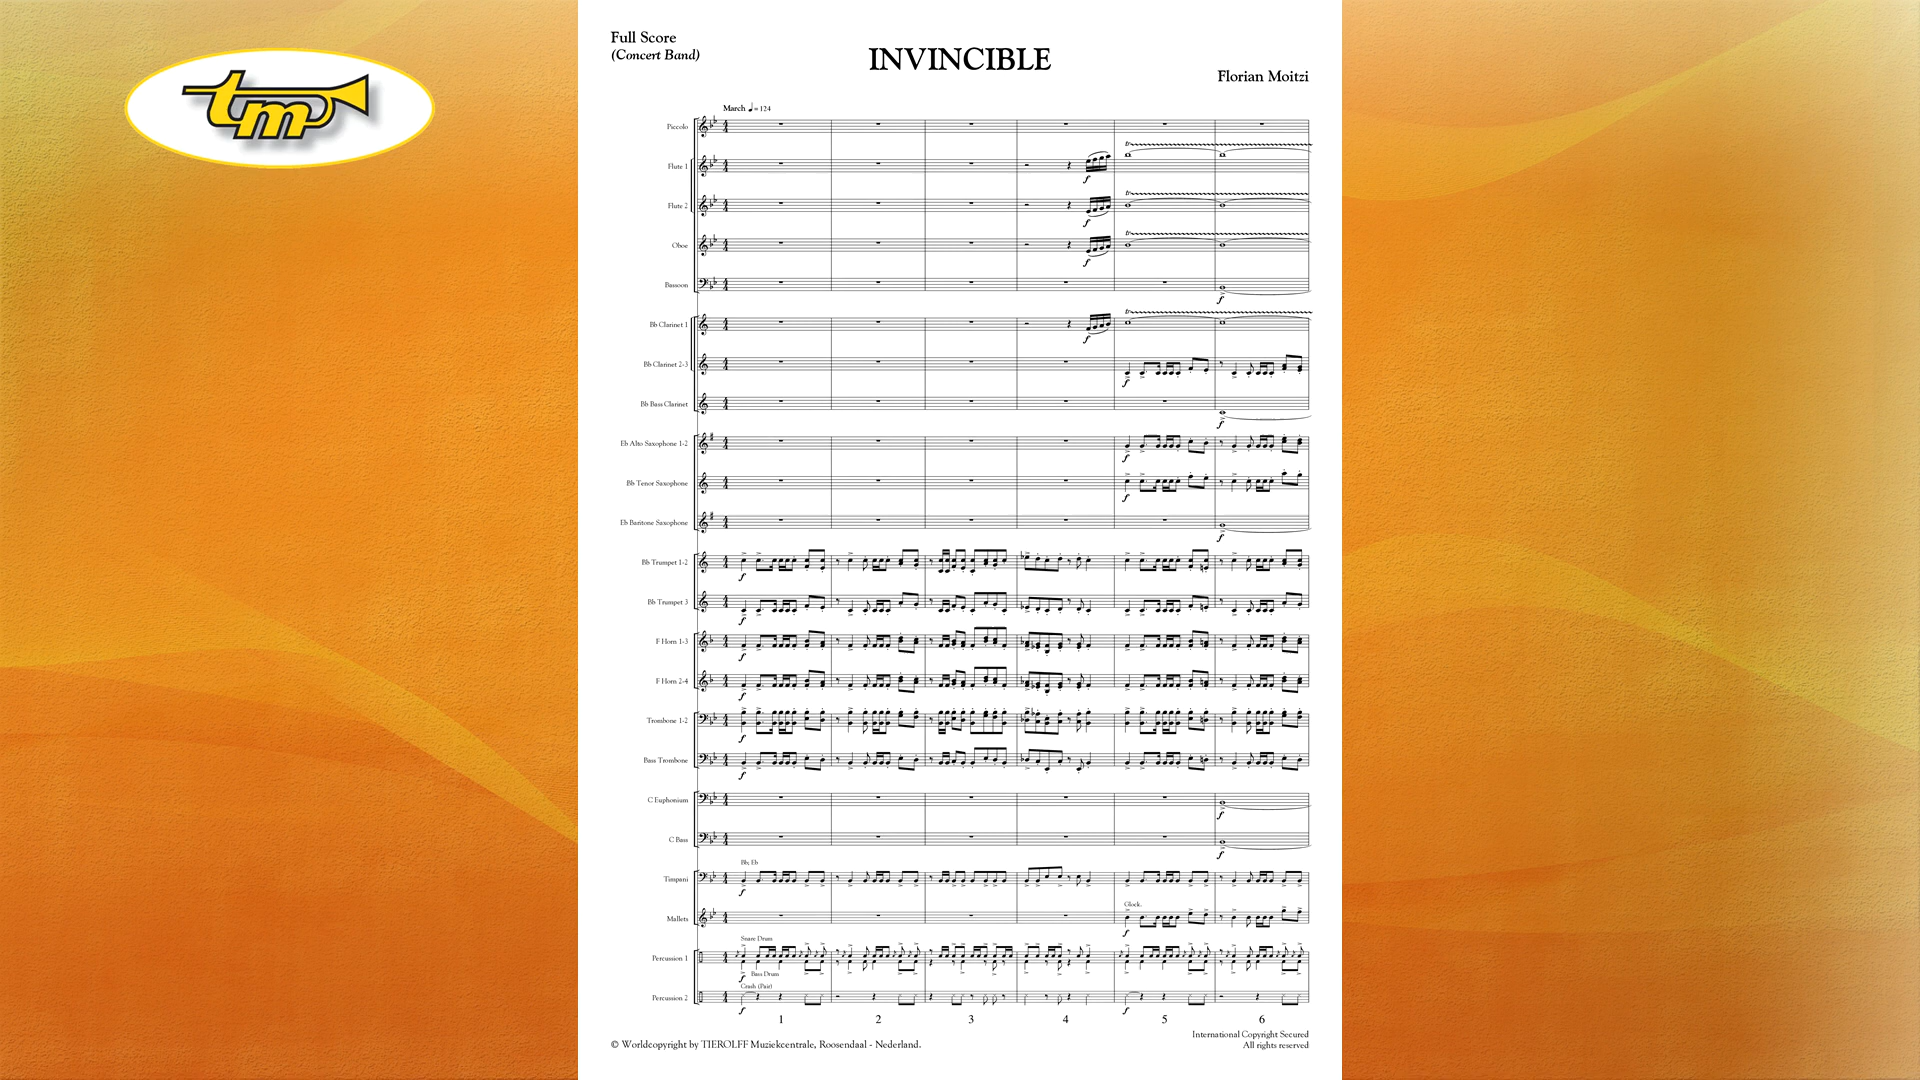 tm
Full Score
(Concert Band)
INVINCIBLE
Florian Moitzi
March ♩ = 124
Piccolo
Flute 1
Flute 2
Oboe
Bassoon
Bb Clarinet 1
Bb Clarinet 2-3
Bb Bass Clarinet
Eb Alto Saxophone 1-2
Bb Tenor Saxophone
Eb Baritone Saxophone
Bb Trumpet 1-2
Bb Trumpet 3
F Horn 1-3
F Horn 2-4
Trombone 1-2
Bass Trombone
C Euphonium
C Bass
Bb; Eb
Timpani
Glock.
Mallets
Snare Drum
Percussion 1
Bass Drum
Crash (Pair)
Percussion 2
1 2 3 4 5 6
International Copyright Secured
© Worldcopyright by TIEROLFF Muziekcentrale, Roosendaal - Nederland.
All rights reserved